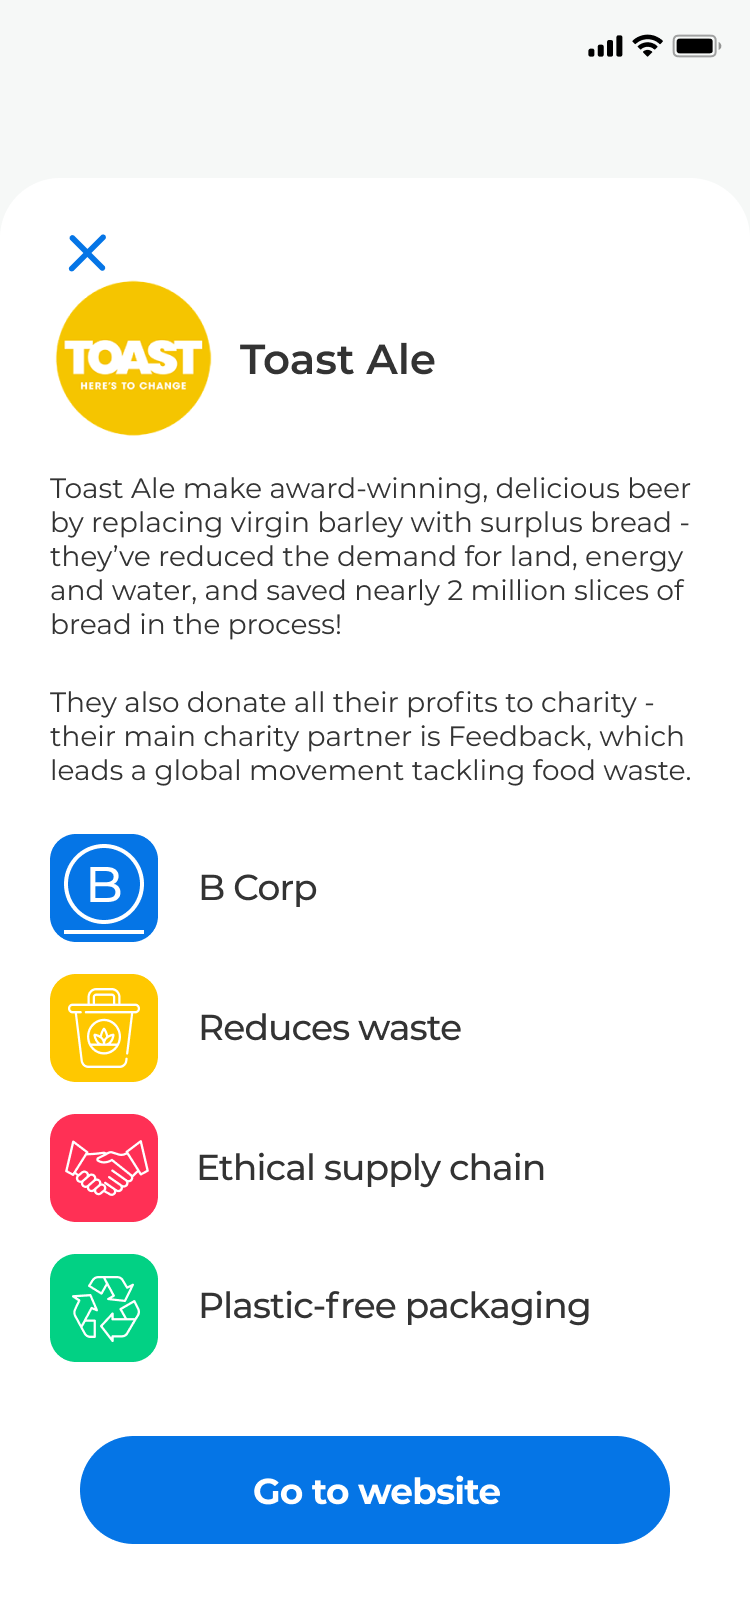 TOAST
HERE'S TO CHANGE
Toast Ale
Toast Ale make award-winning, delicious beer
by replacing virgin barley with surplus bread -
they’ve reduced the demand for land, energy
and water, and saved nearly 2 million slices of
bread in the process!
They also donate all their profits to charity -
their main charity partner is Feedback, which
leads a global movement tackling food waste.
B
B Corp
Reduces waste
Ethical supply chain
Plastic-free packaging
Go to website